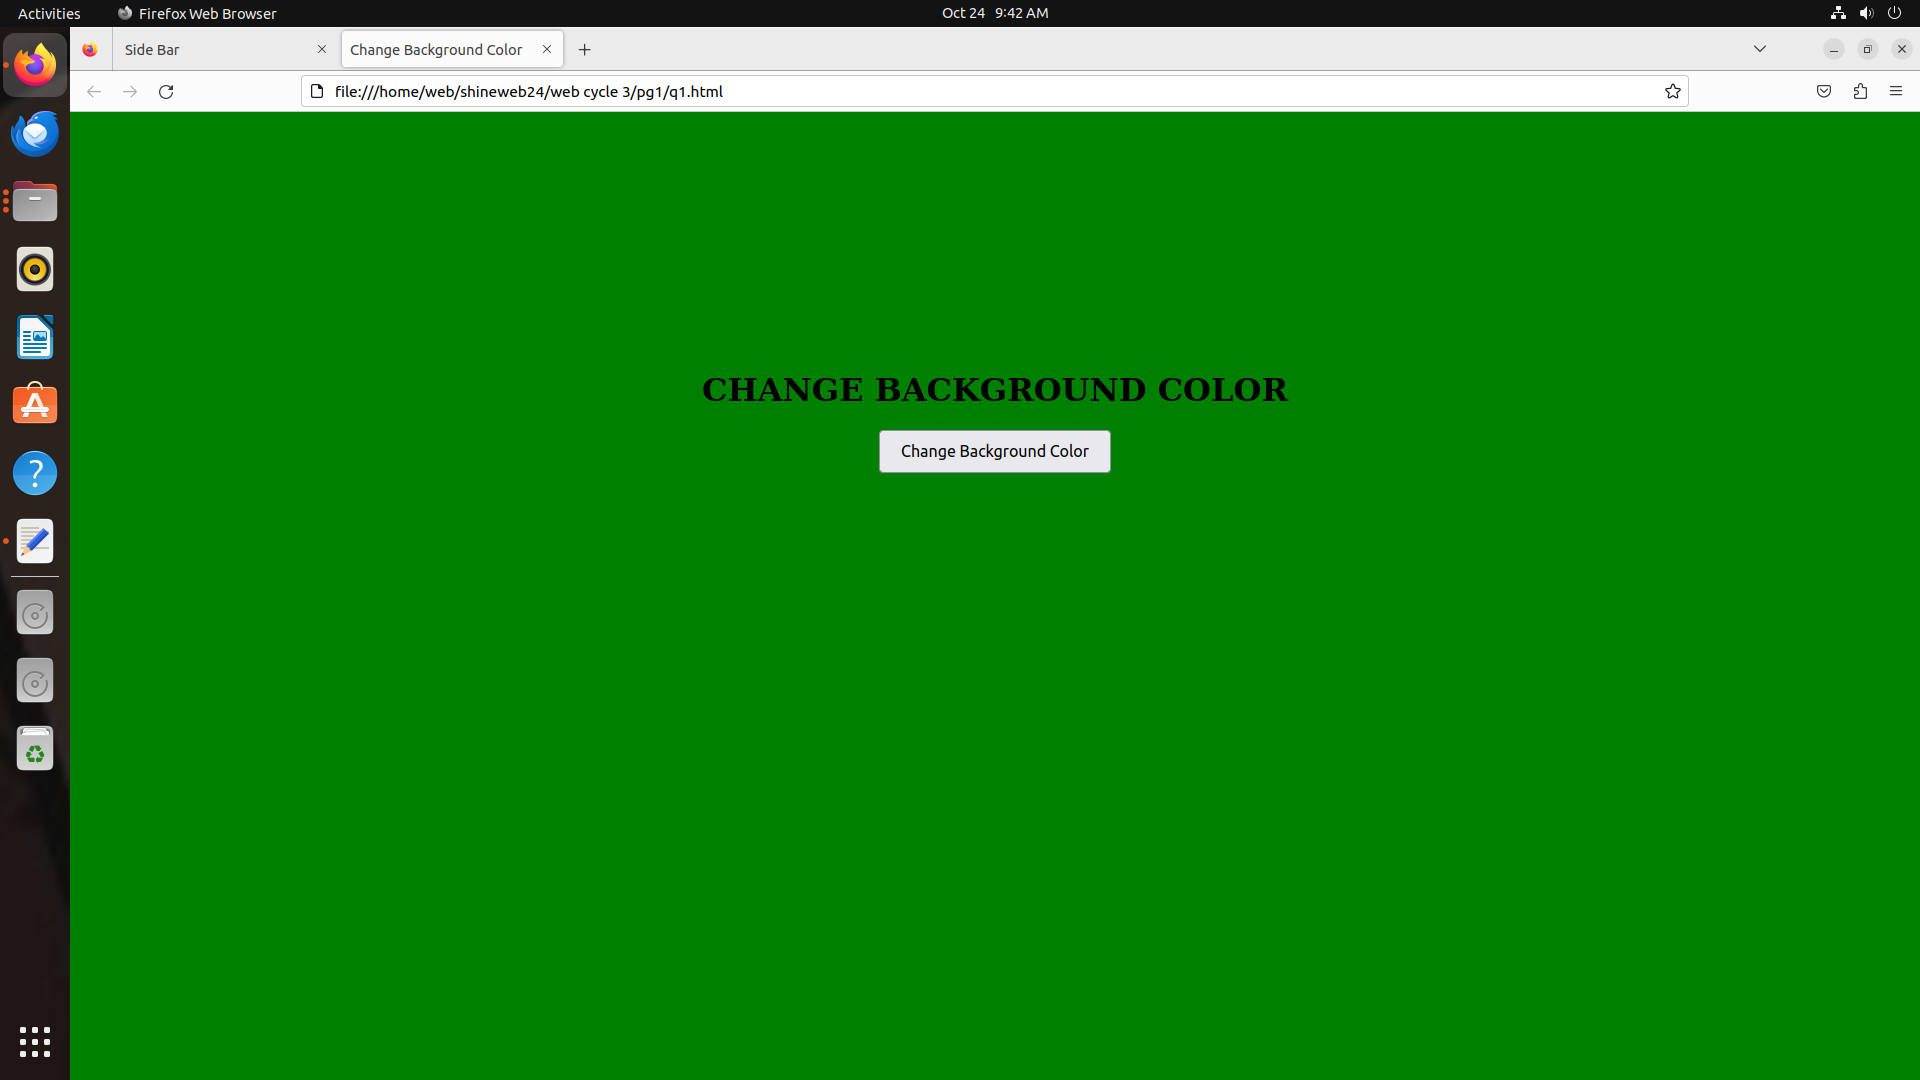 Activities
Firefox Web Browser
Oct 24 9:42 AM
Side Bar
Change Background Color
file:///home/web/shineweb24/web cycle 3/pg1/q1.html
CHANGE BACKGROUND COLOR
Change Background Color